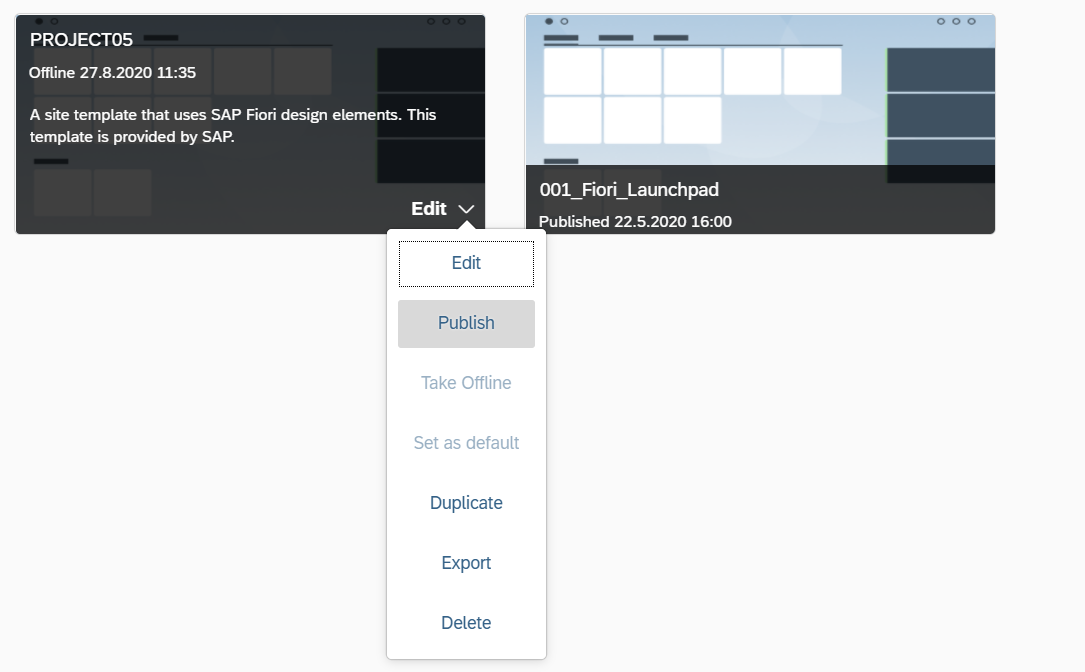 PROJECT05
Offline 27.8.2020 11:35
A site template that uses SAP Fiori design elements. This
template is provided by SAP.
Edit
001_Fiori_Launchpad
Published 22.5.2020 16:00
Edit
Publish
Take Offline
Set as default
Duplicate
Export
Delete